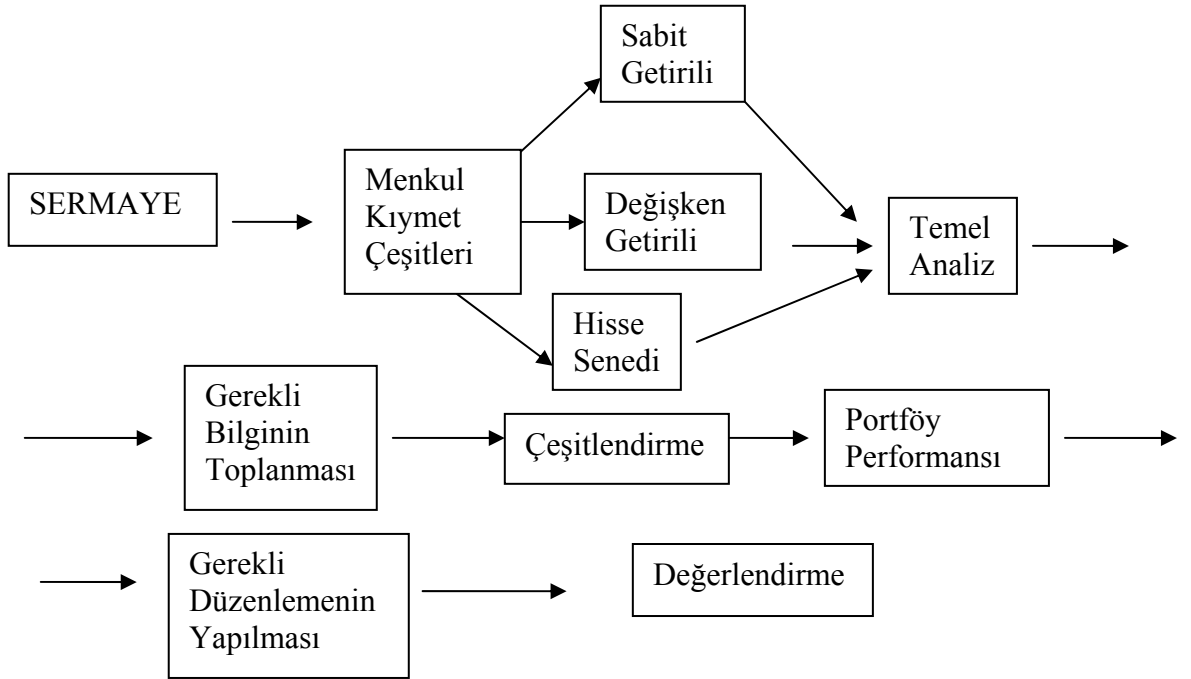 Sabit
Getirili
SERMAYE
Menkul
Kıymet
Çeşitleri
Değişken
Getirili
Temel
Analiz
Hisse
Senedi
Gerekli
Bilginin
Toplanması
Çeşitlendirme
Portföy
Performansı
Gerekli
Düzenlemenin
Yapılması
Değerlendirme